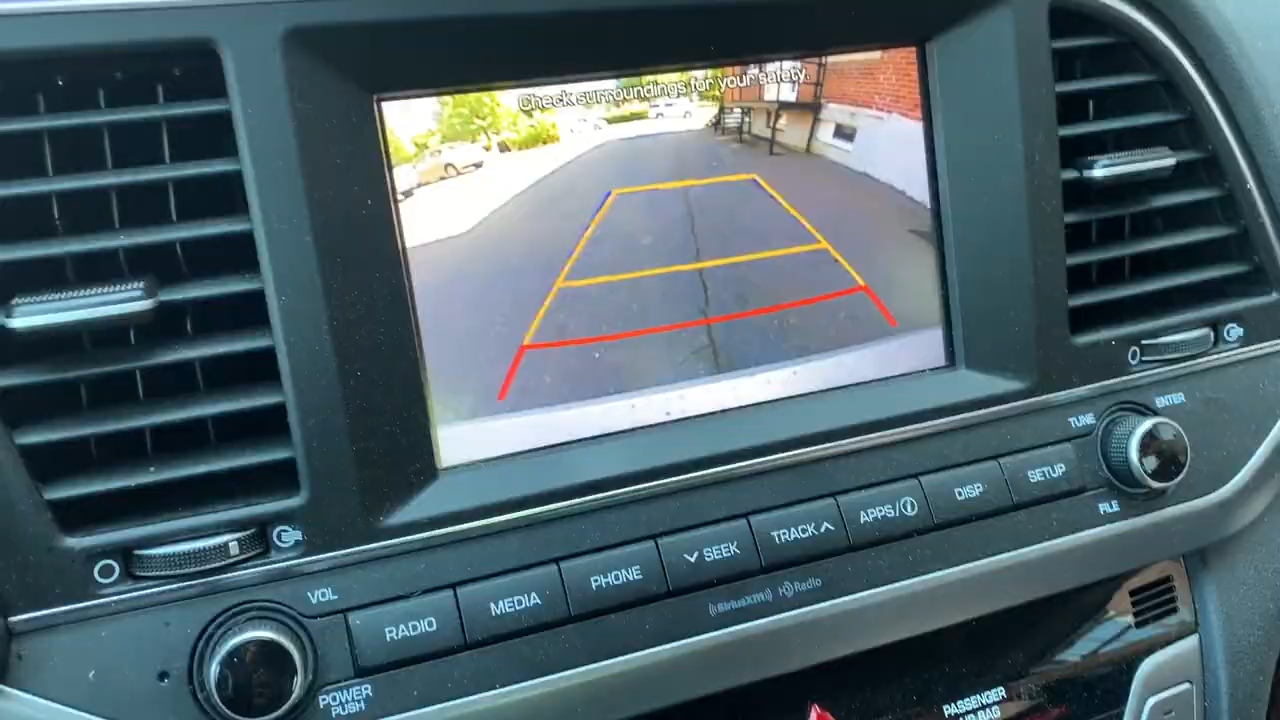 Check surroundings for your safety.
TUNE
ENTER
FILE
VOL
RADIO
MEDIA
PHONE
SEEK
TRACK
APPS/ⓘ
DISP
SETUP
SiriusXM
HD Radio
POWER
PUSH
PASSENGER
AIR BAG